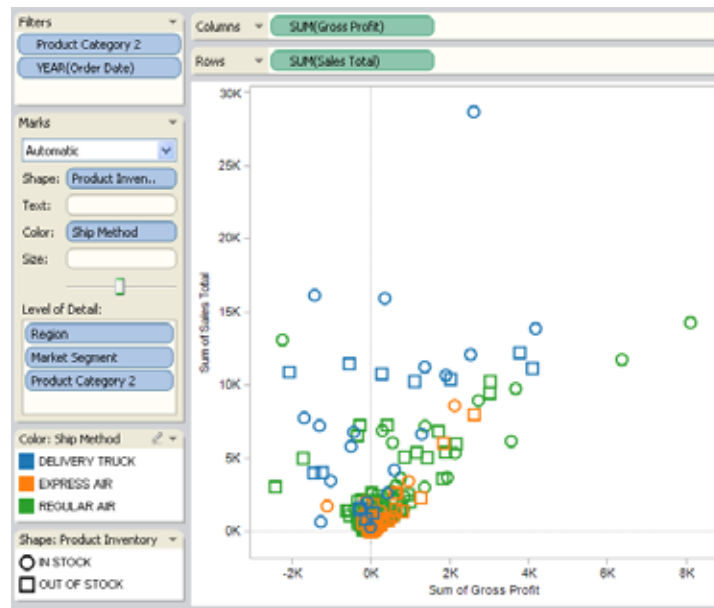 Filters
Product Category 2
YEAR(Order Date)
Marks
Automatic
Shape: Product Inven..
Text:
Color: Ship Method
Size:
Level of Detail:
Region
Market Segment
Product Category 2
Color: Ship Method
DELIVERY TRUCK
EXPRESS AIR
REGULAR AIR
Shape: Product Inventory
IN STOCK
OUT OF STOCK
Columns SUM(Gross Profit)
Rows SUM(Sales Total)
Sum of Sales Total
30K
25K
20K
15K
10K
5K
0K
-2K 0K 2K 4K 6K 8K
Sum of Gross Profit